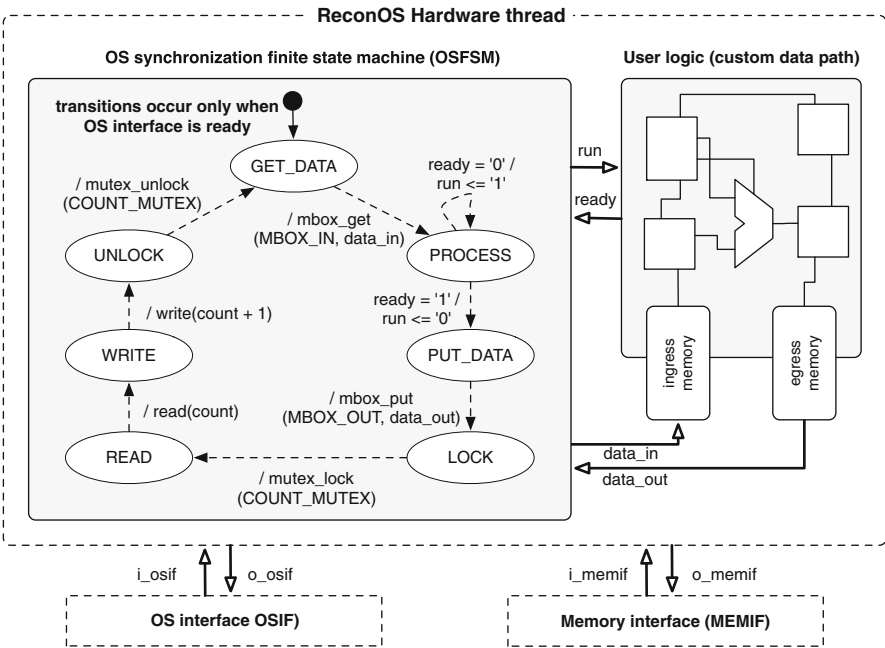 ReconOS Hardware thread
OS synchronization finite state machine (OSFSM)
User logic (custom data path)
transitions occur only when
OS interface is ready
GET_DATA
ready = '0' /
run <= '1'
/ mutex_unlock
(COUNT_MUTEX)
/ mbox_get
(MBOX_IN, data_in)
UNLOCK
PROCESS
/ write(count + 1)
ready = '1' /
run <= '0'
WRITE
PUT_DATA
/ read(count)
/ mbox_put
(MBOX_OUT, data_out)
READ
LOCK
/ mutex_lock
(COUNT_MUTEX)
run
ready
ingress
memory
egress
memory
data_in
data_out
i_osif
o_osif
i_memif
o_memif
OS interface OSIF)
Memory interface (MEMIF)